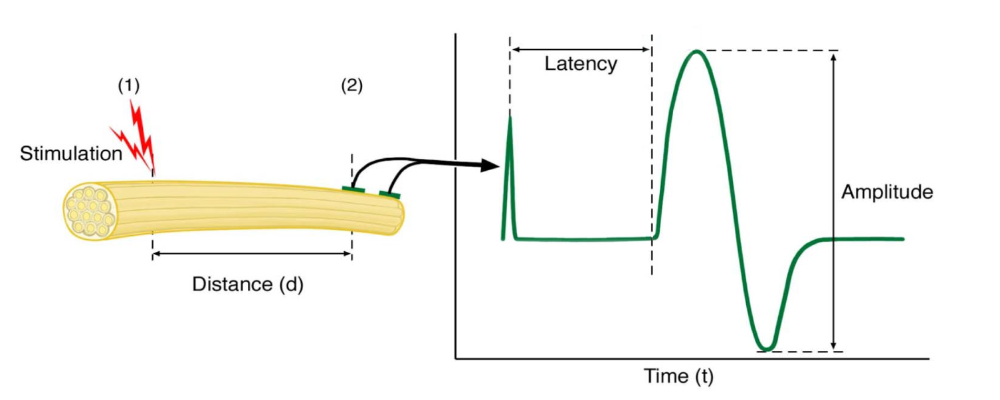 (1)
(2)
Stimulation
Distance (d)
Latency
Amplitude
Time (t)